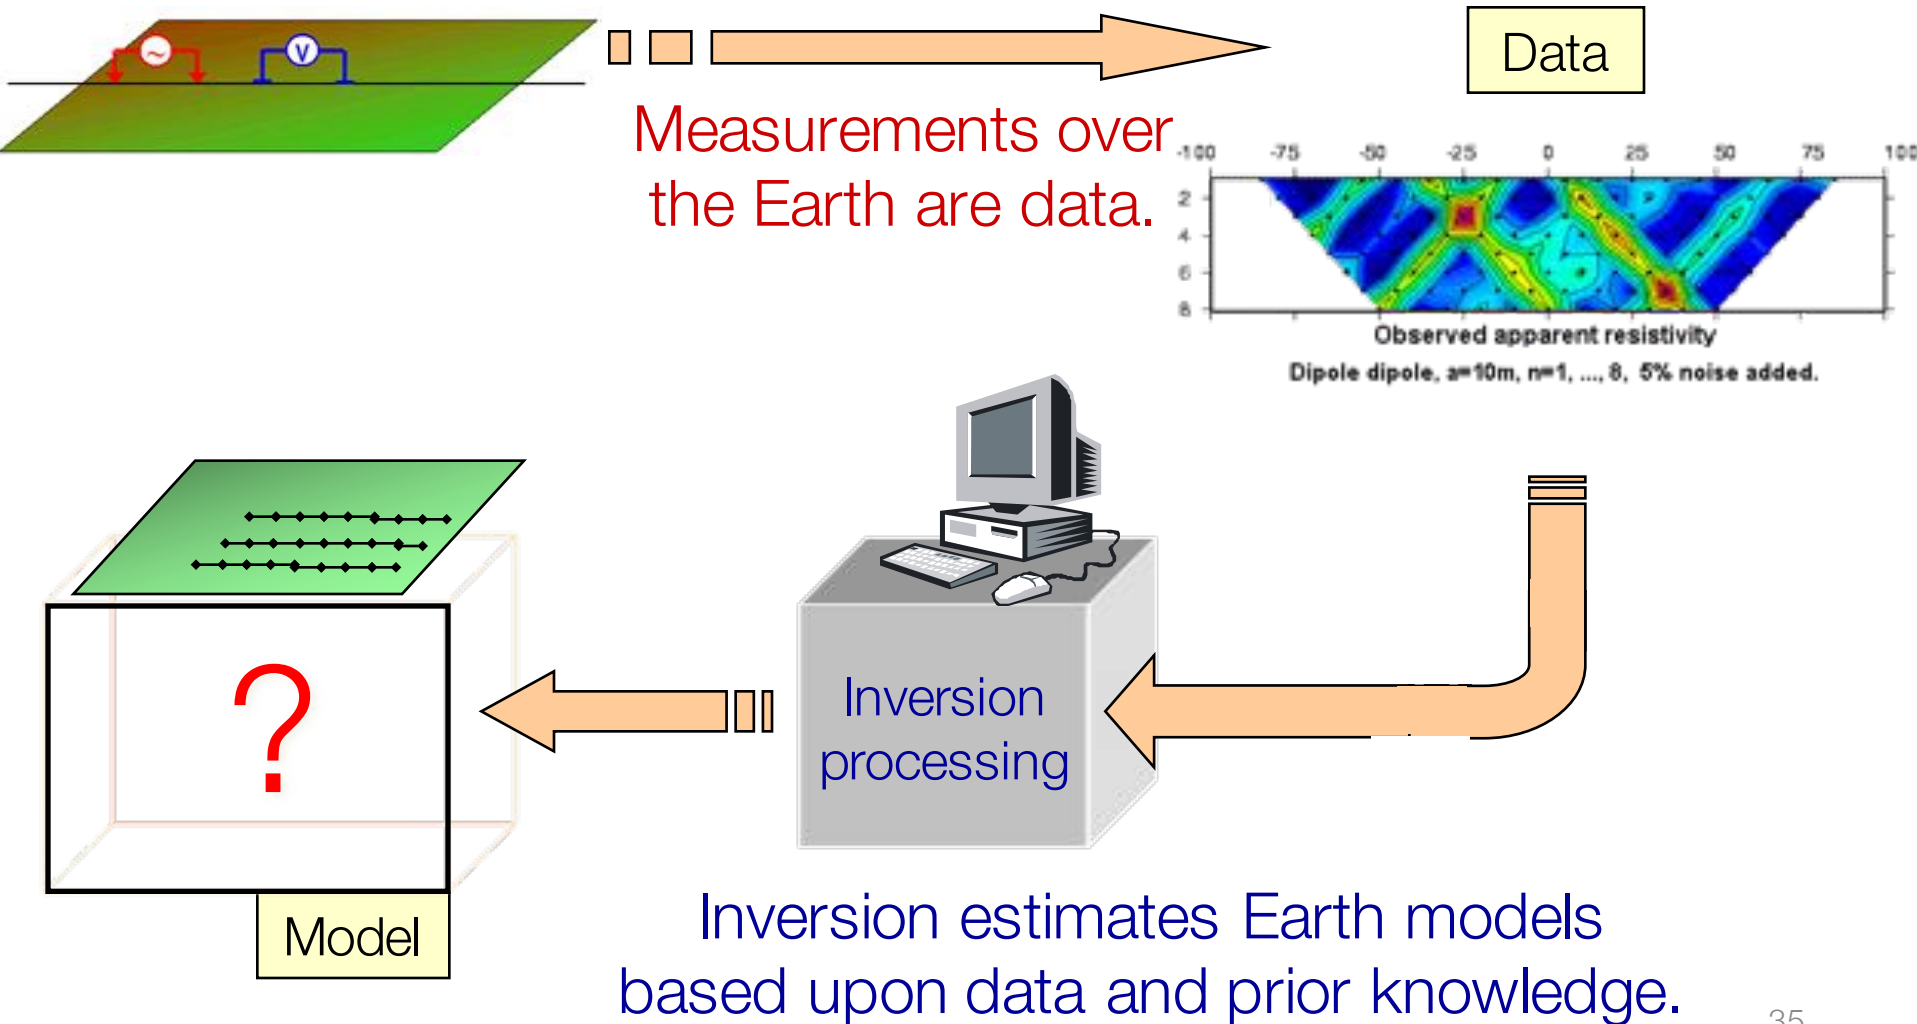 ~
V
Data
Measurements over
the Earth are data.
-100 -75 -50 -25 0 25 50 75 100
2
4
6
8
Observed apparent resistivity
Dipole dipole, a=10m, n=1, ..., 8, 5% noise added.
?
Inversion
processing
Model
Inversion estimates Earth models
based upon data and prior knowledge.
35